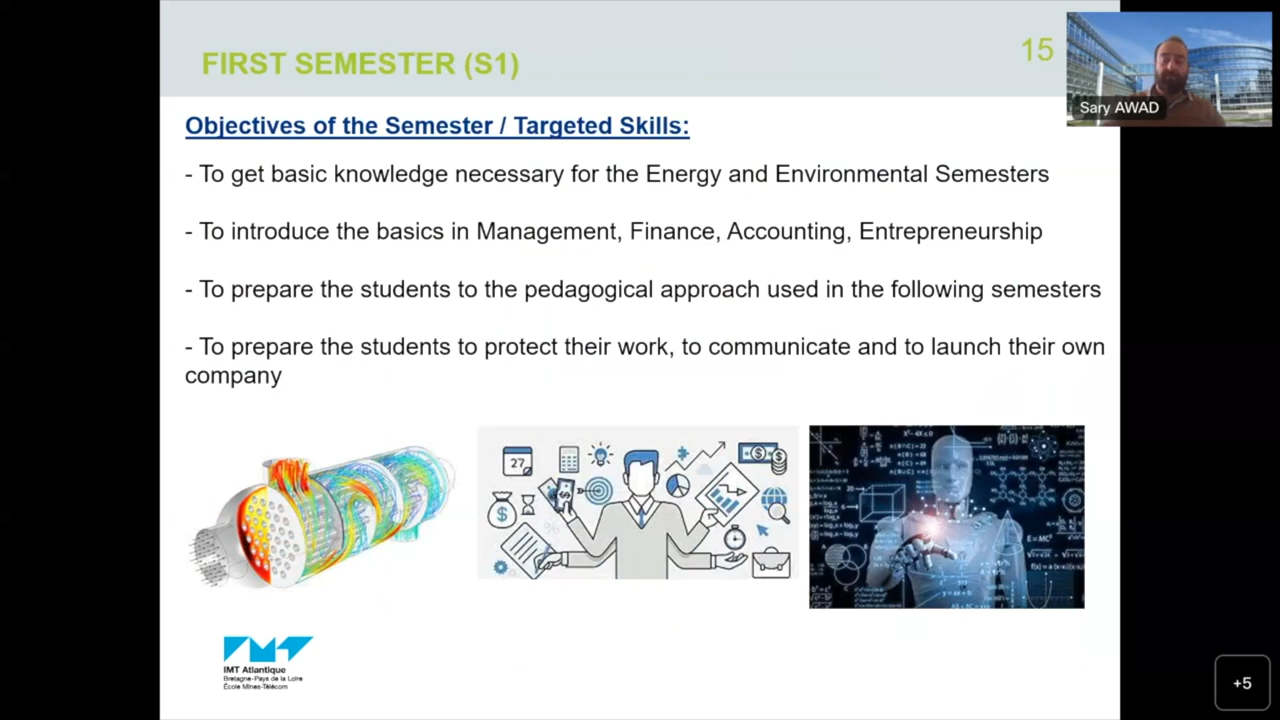 FIRST SEMESTER (S1)
15
Sary AWAD
Objectives of the Semester / Targeted Skills:
- To get basic knowledge necessary for the Energy and Environmental Semesters
- To introduce the basics in Management, Finance, Accounting, Entrepreneurship
- To prepare the students to the pedagogical approach used in the following semesters
- To prepare the students to protect their work, to communicate and to launch their own
company
27
E=MC²
IMT Atlantique
Bretagne-Pays de la Loire
École Mines-Télécom
+5